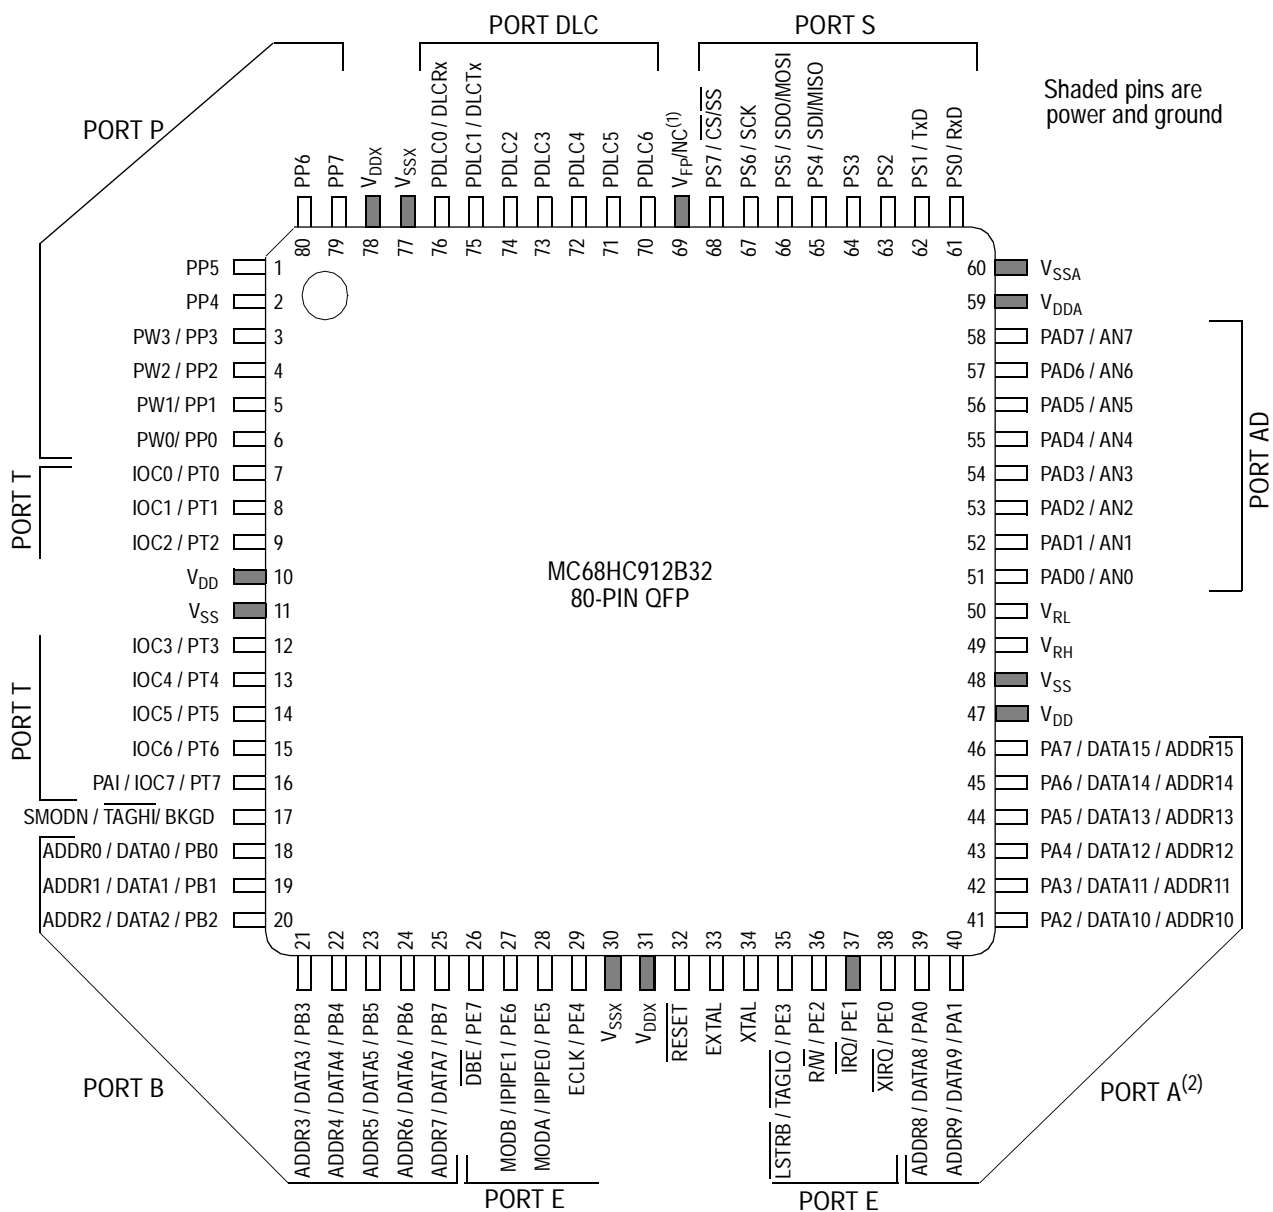 PORT DLC
PORT S
Shaded pins are
power and ground
PORT P
PP6
PP7
VDDX
VSSX
PDLC0 / DLCRx
PDLC1 / DLCTx
PDLC2
PDLC3
PDLC4
PDLC5
PDLC6
VFP/NC(1)
PS7 / CS/SS
PS6 / SCK
PS5 / SDO/MOSI
PS4 / SDI/MISO
PS3
PS2
PS1 / TxD
PS0 / RxD
80
79
78
77
76
75
74
73
72
71
70
69
68
67
66
65
64
63
62
61
PP5 1
PP4 2
PW3 / PP3 3
PW2 / PP2 4
PW1/ PP1 5
PW0/ PP0 6
PORT T
IOC0 / PT0 7
IOC1 / PT1 8
IOC2 / PT2 9
VDD 10
VSS 11
PORT T
IOC3 / PT3 12
IOC4 / PT4 13
IOC5 / PT5 14
IOC6 / PT6 15
PAI / IOC7 / PT7 16
SMODN / TAGHI/ BKGD 17
ADDR0 / DATA0 / PB0 18
ADDR1 / DATA1 / PB1 19
ADDR2 / DATA2 / PB2 20
MC68HC912B32
80-PIN QFP
60 VSSA
59 VDDA
58 PAD7 / AN7
57 PAD6 / AN6
56 PAD5 / AN5
55 PAD4 / AN4
54 PAD3 / AN3
53 PAD2 / AN2
52 PAD1 / AN1
51 PAD0 / AN0
PORT AD
50 VRL
49 VRH
48 VSS
47 VDD
46 PA7 / DATA15 / ADDR15
45 PA6 / DATA14 / ADDR14
44 PA5 / DATA13 / ADDR13
43 PA4 / DATA12 / ADDR12
42 PA3 / DATA11 / ADDR11
41 PA2 / DATA10 / ADDR10
21
22
23
24
25
26
27
28
29
30
31
32
33
34
35
36
37
38
39
40
ADDR3 / DATA3 / PB3
ADDR4 / DATA4 / PB4
ADDR5 / DATA5 / PB5
ADDR6 / DATA6 / PB6
ADDR7 / DATA7 / PB7
DBE / PE7
MODB / IPIPE1 / PE6
MODA / IPIPE0 / PE5
ECLK / PE4
VSSX
VDDX
RESET
EXTAL
XTAL
LSTRB / TAGLO / PE3
R/W / PE2
IRQ/ PE1
XIRQ / PE0
ADDR8 / DATA8 / PA0
ADDR9 / DATA9 / PA1
PORT B
PORT A(2)
PORT E
PORT E